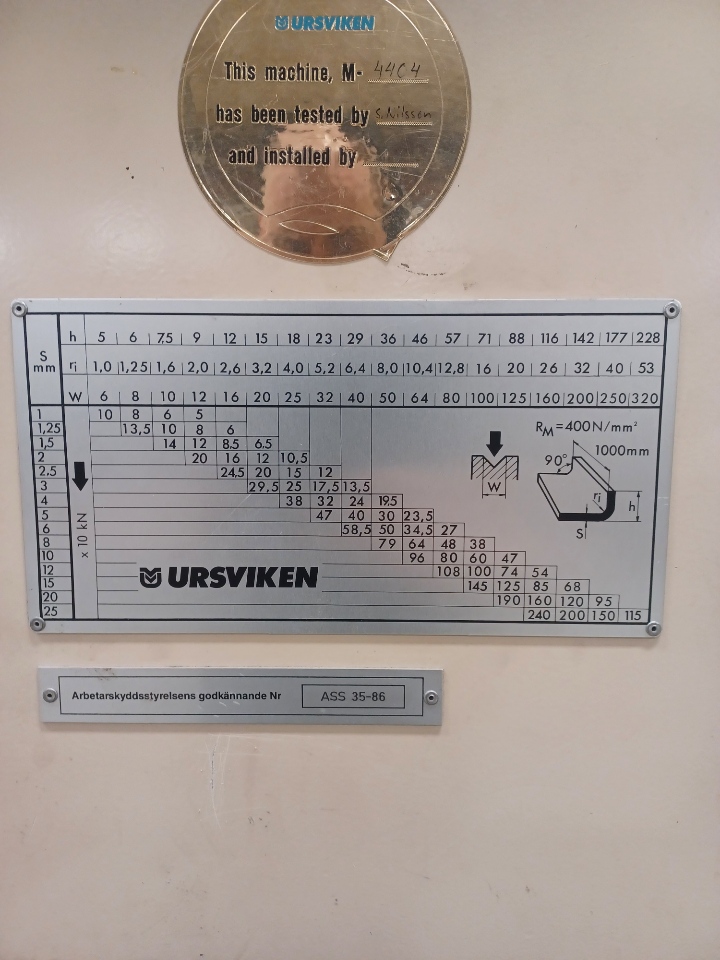 URSVIKEN
This machine, M- 4404
has been tested by S. Nilsson
and installed by
h 5 6 7,5 9 12 15 18 23 29 36 46 57 71 88 116 142 177 228
S mm
ri 1,0 1,25 1,6 2,0 2,6 3,2 4,0 5,2 6,4 8,0 10,4 12,8 16 20 26 32 40 53
W 6 8 10 12 16 20 25 32 40 50 64 80 100 125 160 200 250 320
1 10 8 6 5
1,25 13,5 10 8 6
1,5 14 12 8,5 6,5
2 20 16 12 10,5
2,5 24,5 20 15 12
3 29,5 25 17,5 13,5
4 38 32 24 19,5
5 47 40 30 23,5
6 58,5 50 34,5 27
8 79 64 48 38
10 96 80 60 47
12 108 100 74 54
15 145 125 85 68
20 190 160 120 95
25 240 200 150 115
x 10 kN
RM=400N/mm²
1000mm
90°
W
ri
h
S
URSVIKEN
Arbetarskyddsstyrelsens godkännande Nr ASS 35-86